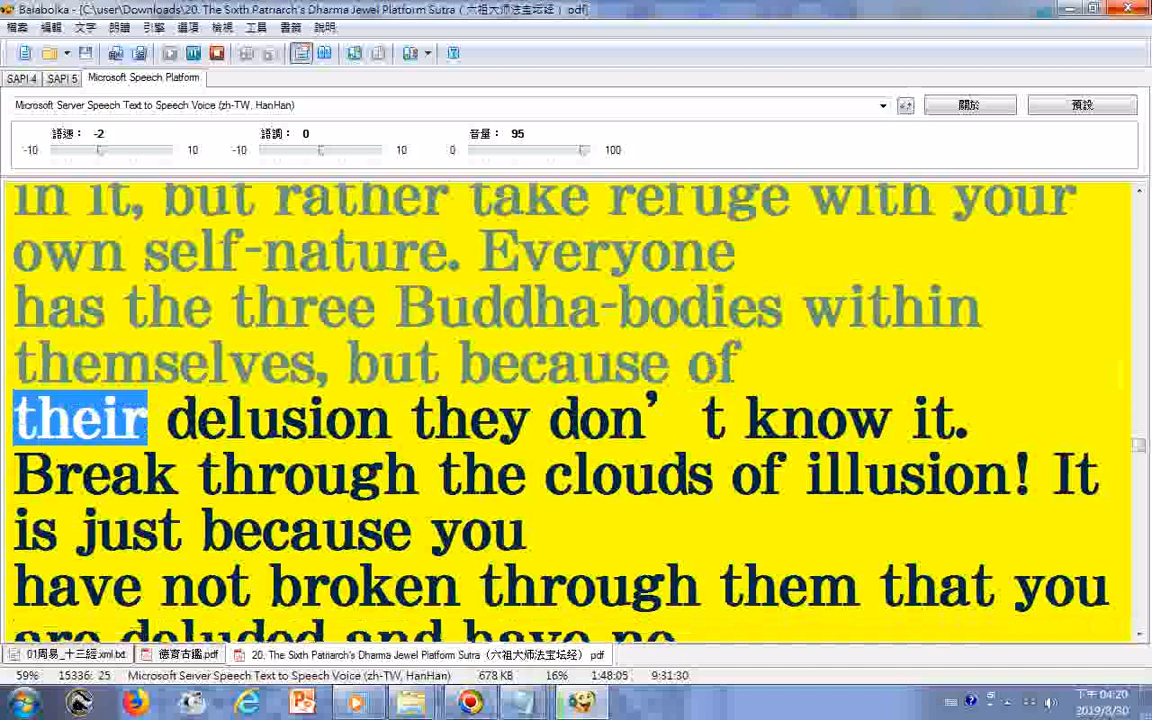 Balabolka - [C:\user\Downloads\20. The Sixth Patriarch's Dharma Jewel Platform Sutra（六祖大师法宝坛经）.pdf]
檔案 編輯 文字 朗讀 引擎 選項 檢視 工具 書籤 說明
SAPI 4 SAPI 5 Microsoft Speech Platform
Microsoft Server Speech Text to Speech Voice (zh-TW, HanHan) 關於 預設
語速： -2 語調： 0 音量： 95
-10 10 -10 10 0 100
in it, but rather take refuge with your
own self-nature. Everyone
has the three Buddha-bodies within
themselves, but because of
their delusion they don’t know it.
Break through the clouds of illusion! It
is just because you
have not broken through them that you
are deluded and have no
01周易_十三經.xml.txt 德育古鑑.pdf 20. The Sixth Patriarch's Dharma Jewel Platform Sutra（六祖大师法宝坛经）.pdf
59% 15336: 25 Microsoft Server Speech Text to Speech Voice (zh-TW, HanHan) 678 KB 16% 1:48:05 9:31:30
下午 04:20
2019/8/30